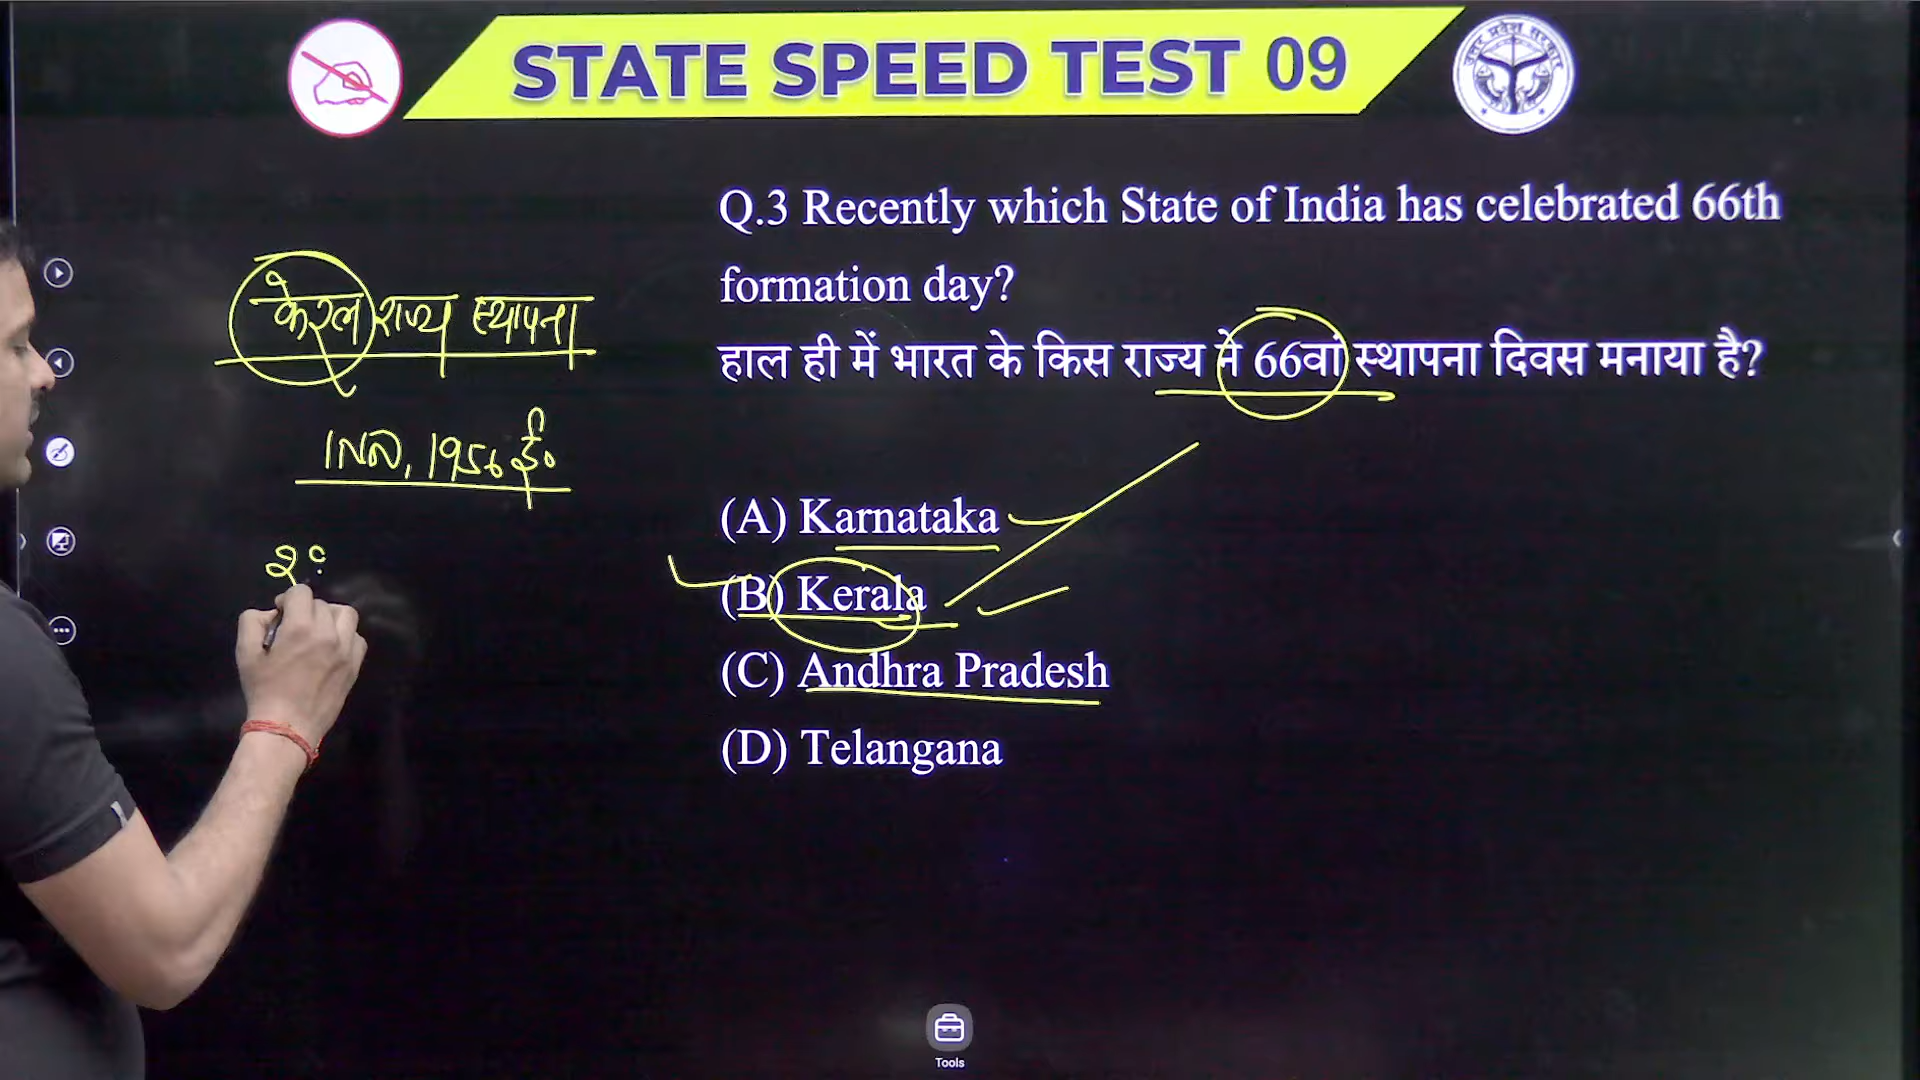 STATE SPEED TEST 09
Q.3 Recently which State of India has celebrated 66th
formation day?
हाल ही में भारत के किस राज्य ने 66वां स्थापना दिवस मनाया है?
केरल राज्य स्थापना
1 Nov, 1956 ई०
(A) Karnataka
(B) Kerala
(C) Andhra Pradesh
(D) Telangana
Tools